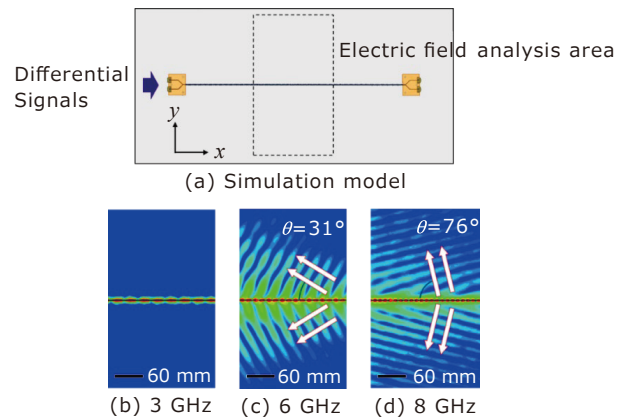 Electric field analysis area
Differential
Signals
y
x
(a) Simulation model
θ=31°
θ=76°
60 mm
60 mm
60 mm
(b) 3 GHz
(c) 6 GHz
(d) 8 GHz